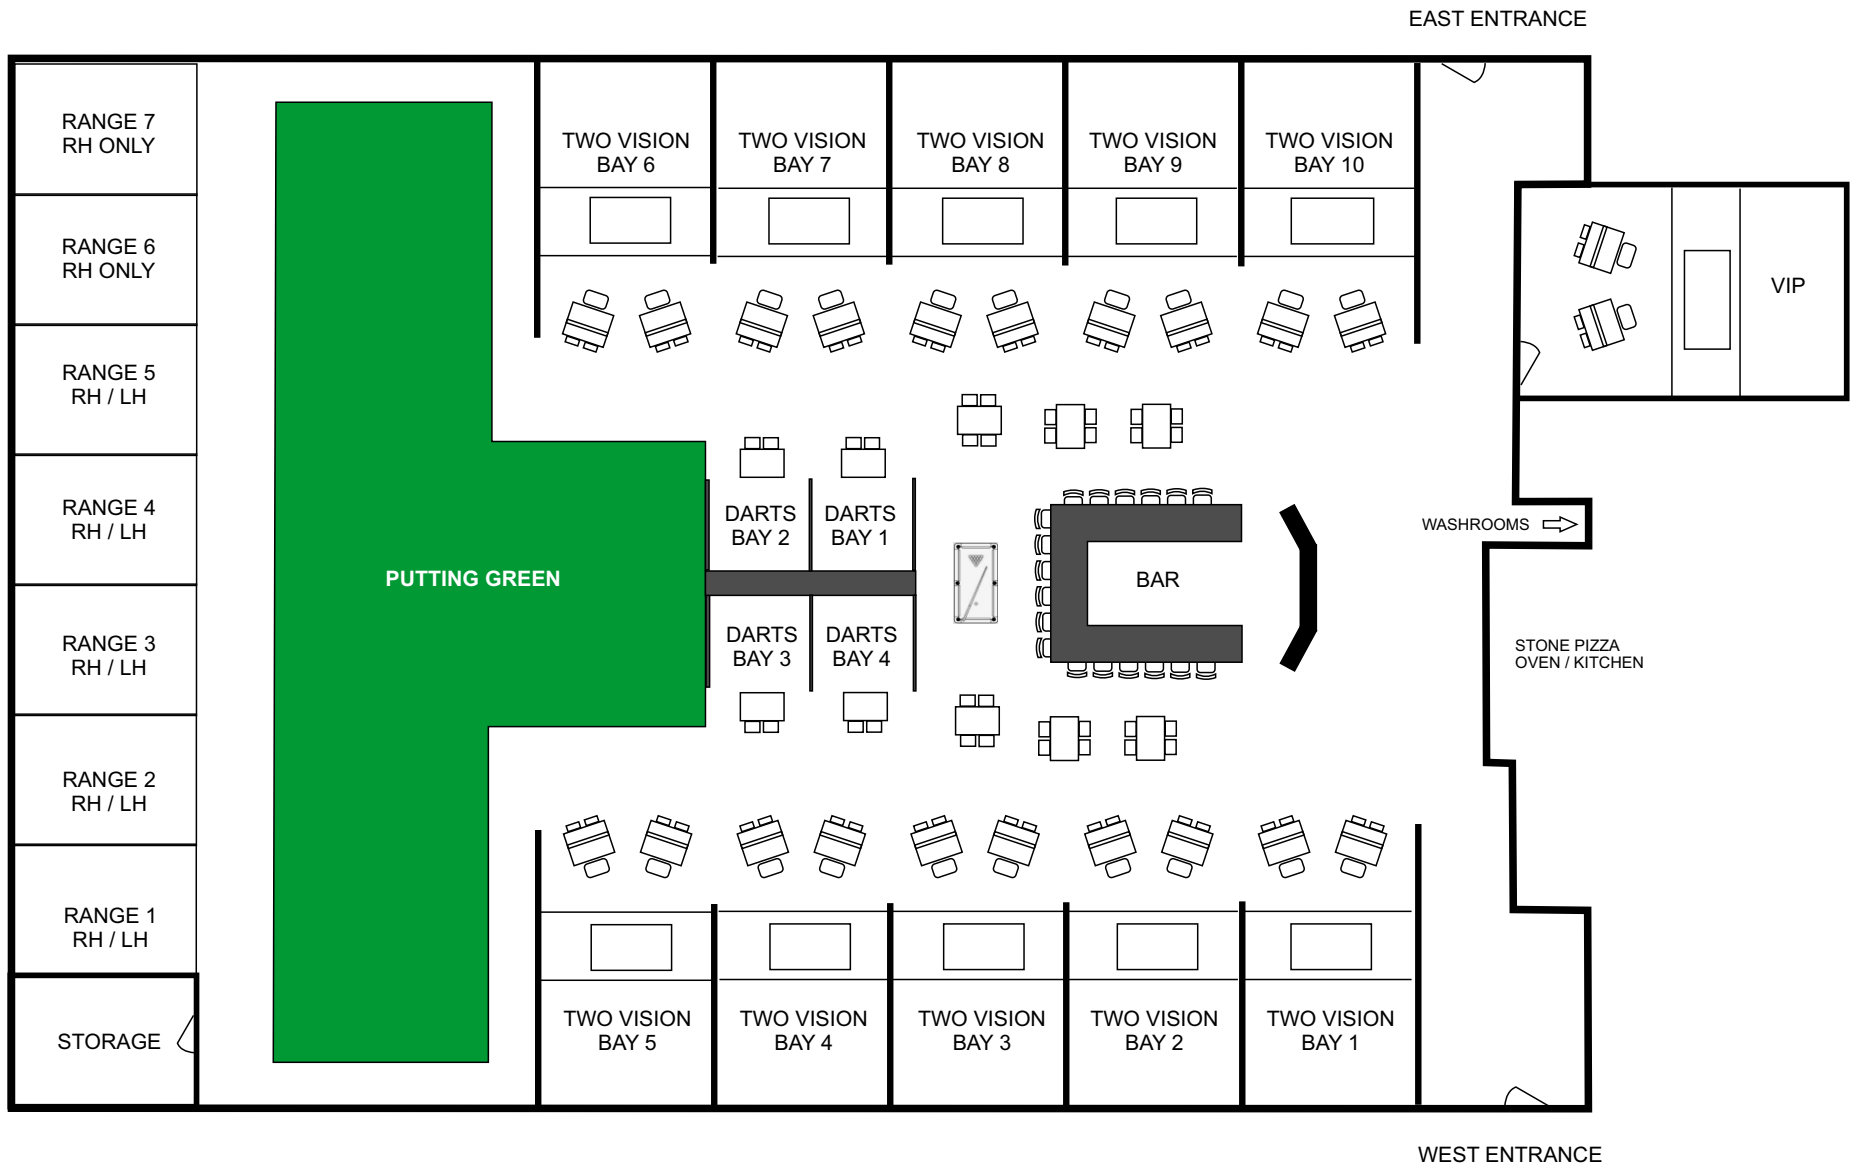 EAST ENTRANCE
RANGE 7
RH ONLY
TWO VISION
BAY 6
TWO VISION
BAY 7
TWO VISION
BAY 8
TWO VISION
BAY 9
TWO VISION
BAY 10
RANGE 6
RH ONLY
VIP
RANGE 5
RH / LH
RANGE 4
RH / LH
DARTS
BAY 2
DARTS
BAY 1
WASHROOMS
PUTTING GREEN
BAR
RANGE 3
RH / LH
DARTS
BAY 3
DARTS
BAY 4
STONE PIZZA
OVEN / KITCHEN
RANGE 2
RH / LH
RANGE 1
RH / LH
STORAGE
TWO VISION
BAY 5
TWO VISION
BAY 4
TWO VISION
BAY 3
TWO VISION
BAY 2
TWO VISION
BAY 1
WEST ENTRANCE